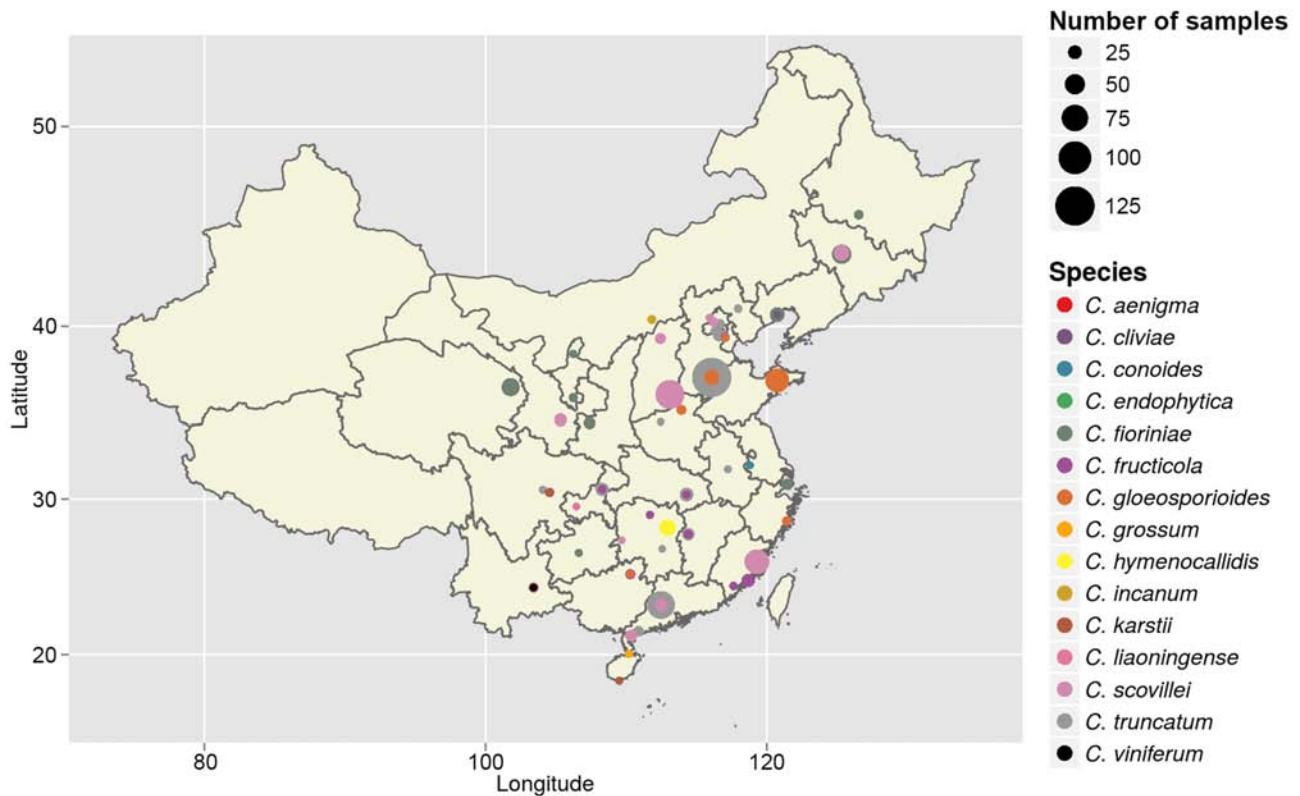 Number of samples
25
50
75
100
125
Species
C. aenigma
C. cliviae
C. conoides
C. endophytica
C. fioriniae
C. fructicola
C. gloeosporioides
C. grossum
C. hymenocallidis
C. incanum
C. karstii
C. liaoningense
C. scovillei
C. truncatum
C. viniferum
Latitude
50
40
30
20
80
100
120
Longitude